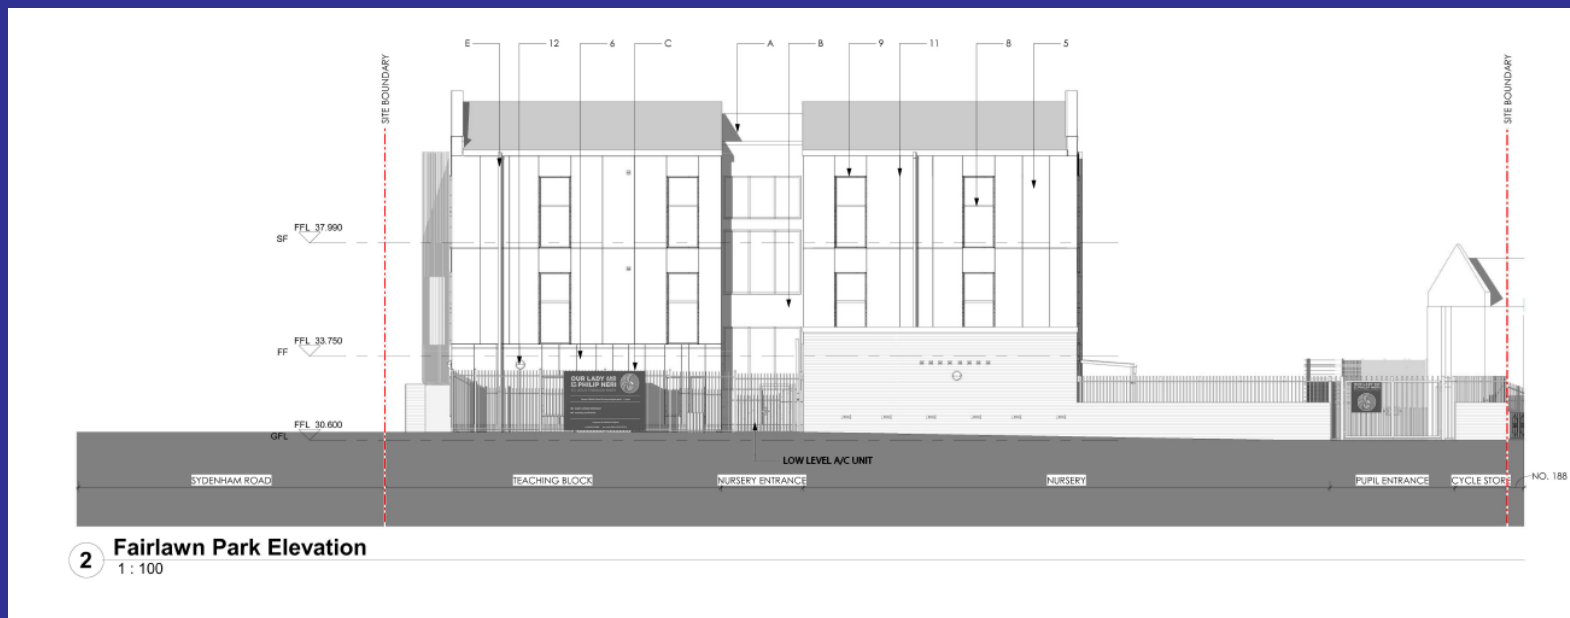 E
12
6
C
A
B
9
11
8
5
SITE BOUNDARY
SITE BOUNDARY
FFL 37.990
SF
FFL 33.750
FF
FFL 30.600
GFL
OUR LADY AND
ST PHILIP NERI
LOW LEVEL A/C UNIT
SYDENHAM ROAD
TEACHING BLOCK
NURSERY ENTRANCE
NURSERY
PUPIL ENTRANCE
CYCLE STORE
NO. 188
2
Fairlawn Park Elevation
1 : 100